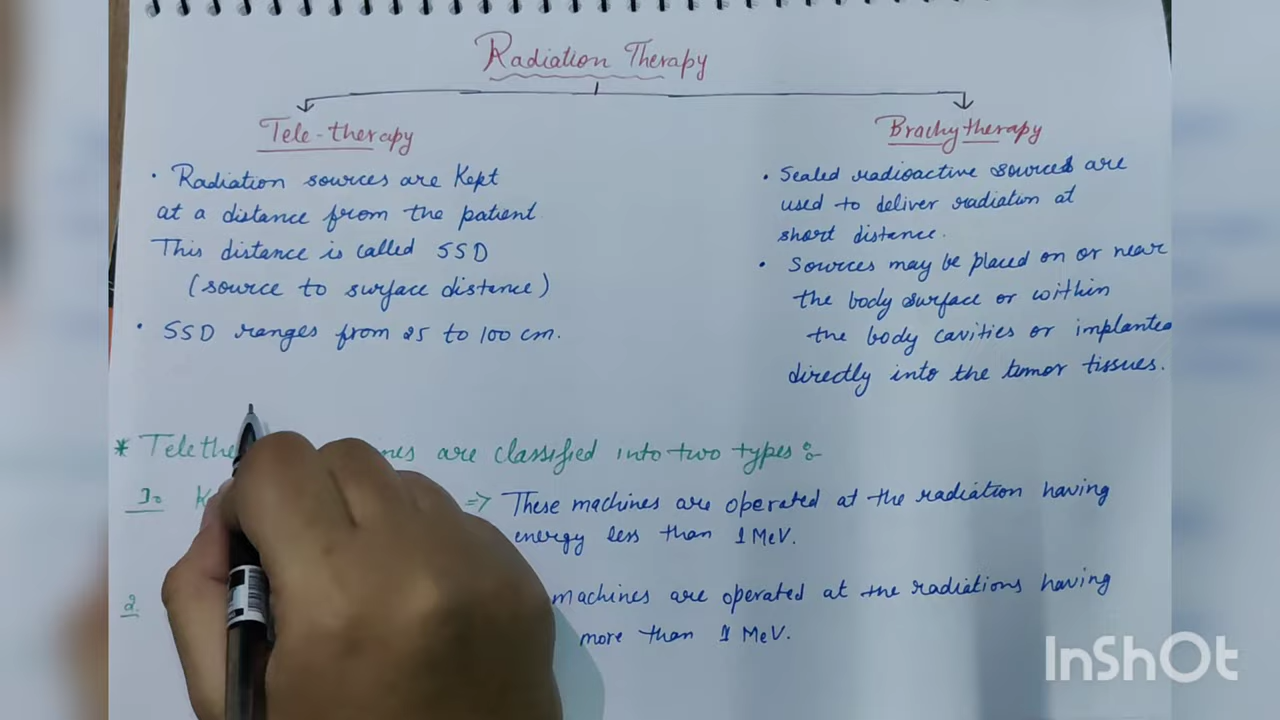 Radiation Therapy
Tele-therapy
• Radiation sources are Kept
at a distance from the patient
This distance is called SSD
(source to surface distance)
• SSD ranges from 25 to 100 cm.
Brachytherapy
• Sealed radioactive sources are
used to deliver radiation at
short distance.
• Sources may be placed on or near
the body surface or within
the body cavities or implanted
directly into the tumor tissues.
* are classified into two types :-
1. => These machines are operated at the radiation having
energy less than 1 MeV.
2. machines are operated at the radiations having
more than 1 MeV.
InShOt